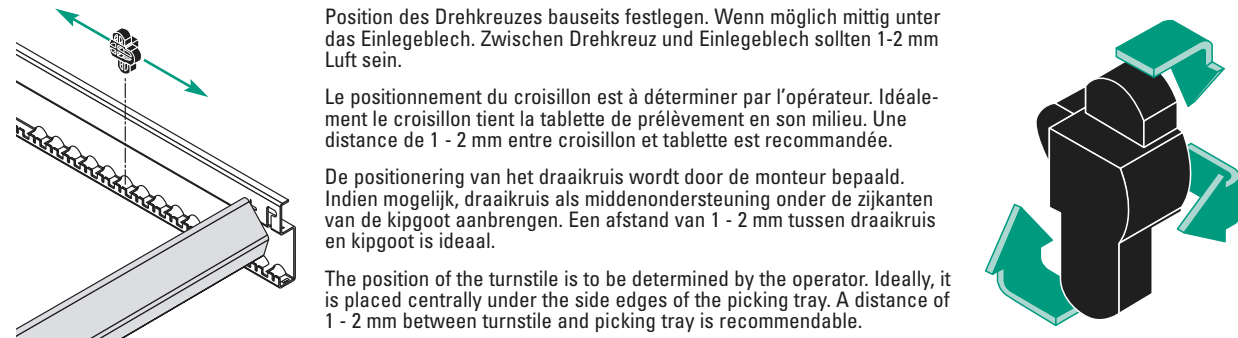 Position des Drehkreuzes bauseits festlegen. Wenn möglich mittig unter
das Einlegeblech. Zwischen Drehkreuz und Einlegeblech sollten 1-2 mm
Luft sein.
Le positionnement du croisillon est à déterminer par l'opérateur. Idéale-
ment le croisillon tient la tablette de prélèvement en son milieu. Une
distance de 1 - 2 mm entre croisillon et tablette est recommandée.
De positionering van het draaikruis wordt door de monteur bepaald.
Indien mogelijk, draaikruis als middenondersteuning onder de zijkanten
van de kipgoot aanbrengen. Een afstand van 1 - 2 mm tussen draaikruis
en kipgoot is ideaal.
The position of the turnstile is to be determined by the operator. Ideally, it
is placed centrally under the side edges of the picking tray. A distance of
1 - 2 mm between turnstile and picking tray is recommendable.